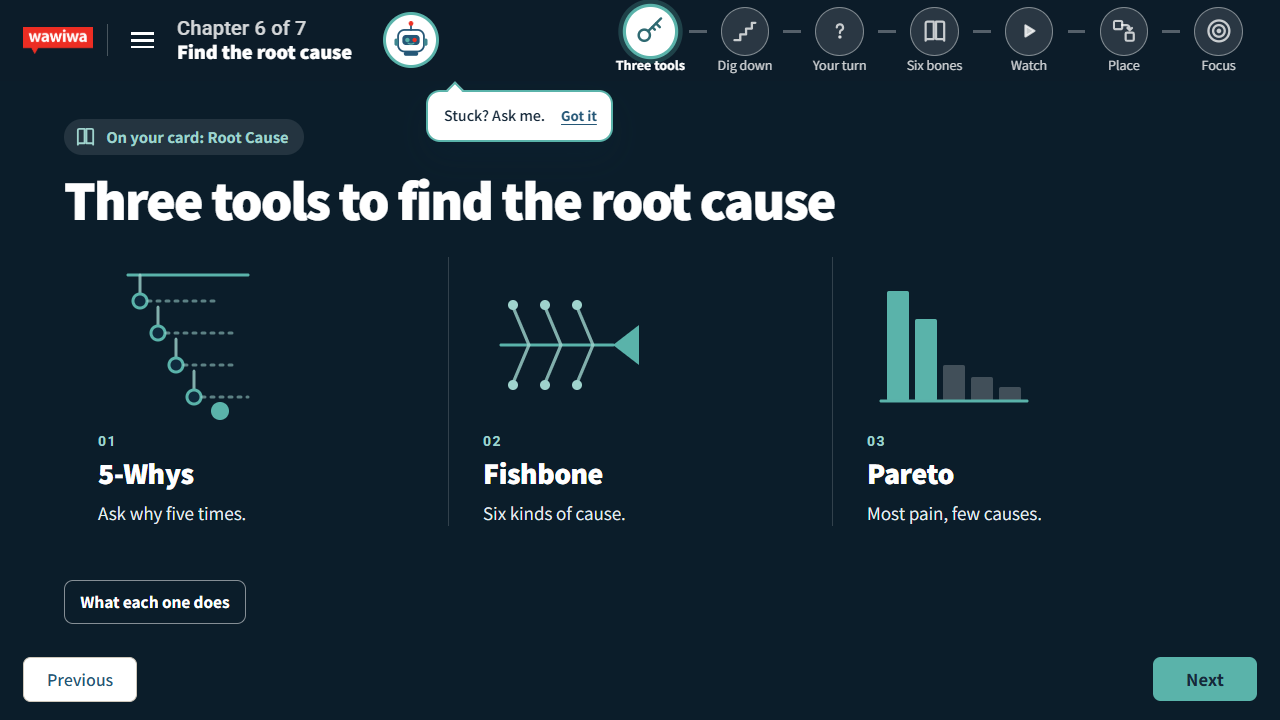 wawiwa
Chapter 6 of 7
Find the root cause
Three tools
Dig down
?
Your turn
Six bones
Watch
Place
Focus
Stuck? Ask me. Got it
On your card: Root Cause
Three tools to find the root cause
01
5-Whys
Ask why five times.
02
Fishbone
Six kinds of cause.
03
Pareto
Most pain, few causes.
What each one does
Previous
Next